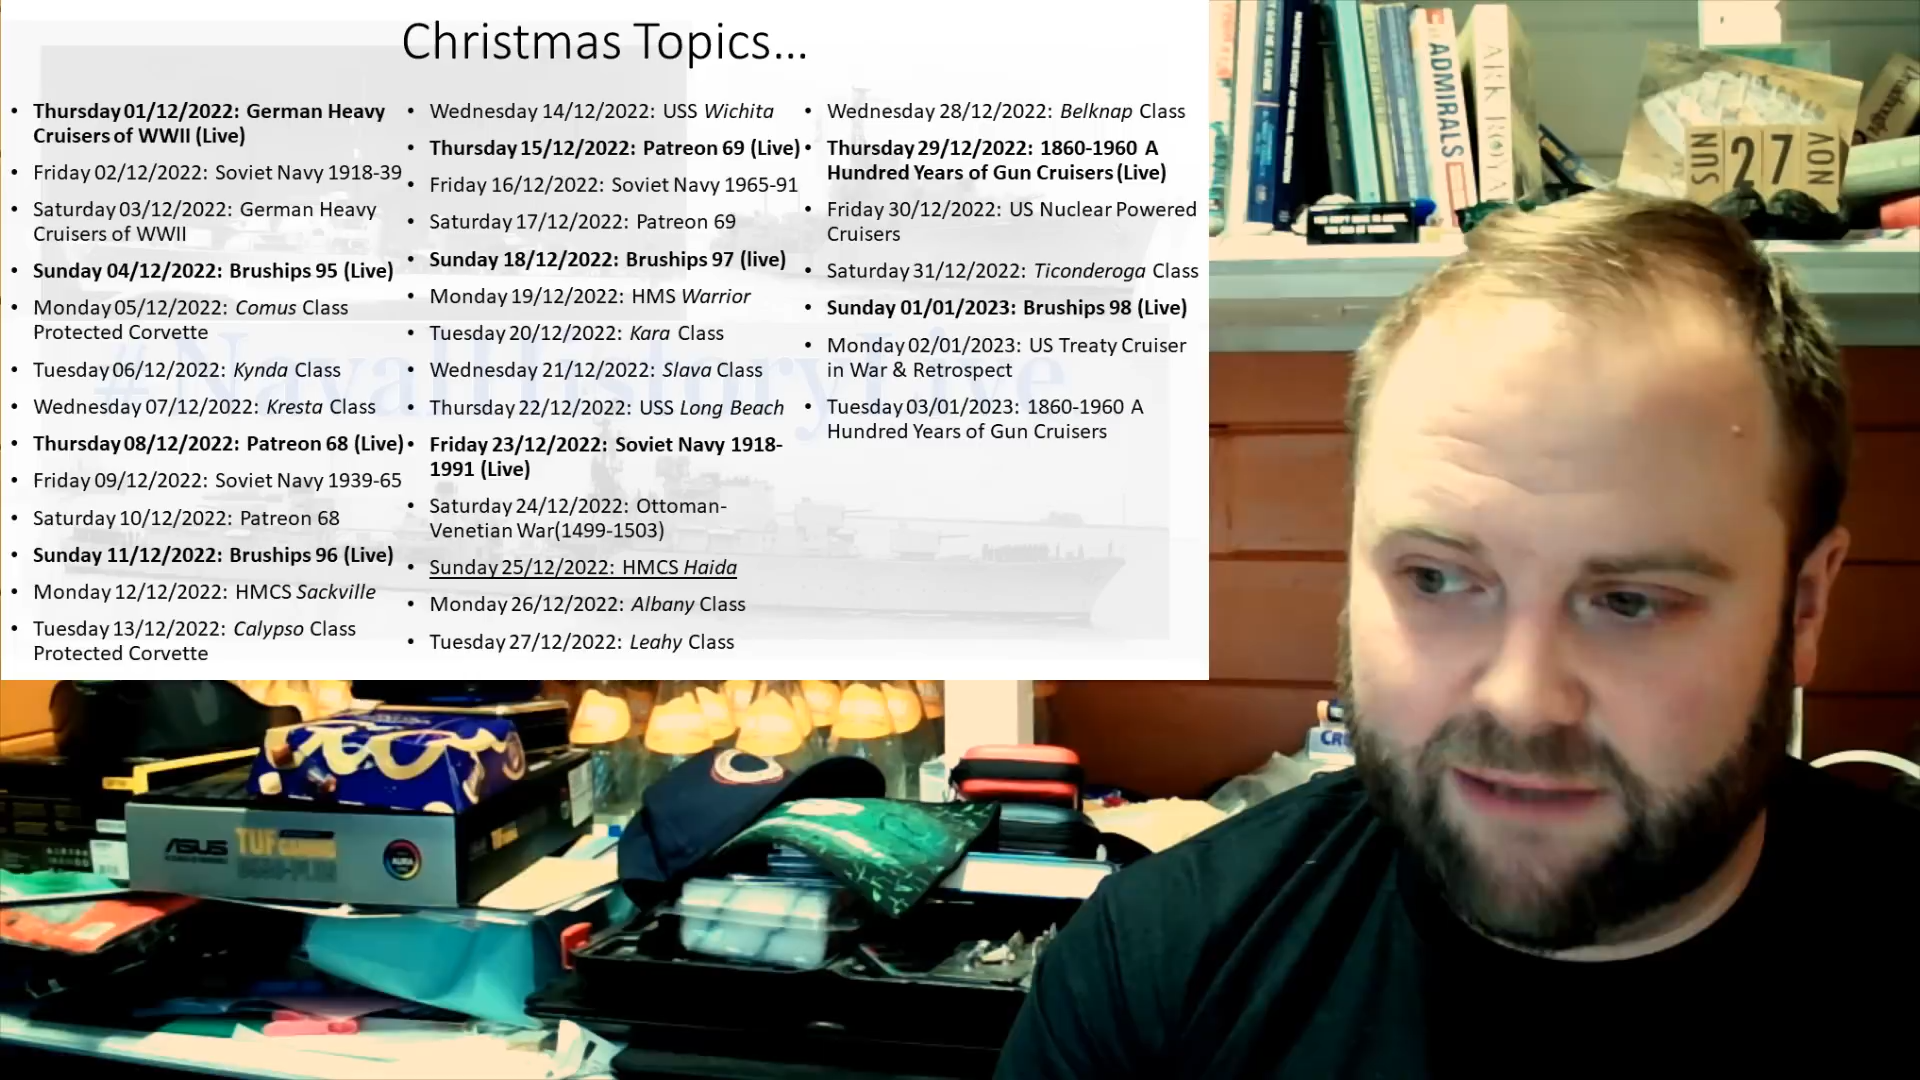 Christmas Topics...
• Thursday 01/12/2022: German Heavy
Cruisers of WWII (Live)
• Friday 02/12/2022: Soviet Navy 1918-39
• Saturday 03/12/2022: German Heavy
Cruisers of WWII
• Sunday 04/12/2022: Bruships 95 (Live)
• Monday 05/12/2022: Comus Class
Protected Corvette
• Tuesday 06/12/2022: Kynda Class
• Wednesday 07/12/2022: Kresta Class
• Thursday 08/12/2022: Patreon 68 (Live)
• Friday 09/12/2022: Soviet Navy 1939-65
• Saturday 10/12/2022: Patreon 68
• Sunday 11/12/2022: Bruships 96 (Live)
• Monday 12/12/2022: HMCS Sackville
• Tuesday 13/12/2022: Calypso Class
Protected Corvette
• Wednesday 14/12/2022: USS Wichita
• Thursday 15/12/2022: Patreon 69 (Live)
• Friday 16/12/2022: Soviet Navy 1965-91
• Saturday 17/12/2022: Patreon 69
• Sunday 18/12/2022: Bruships 97 (live)
• Monday 19/12/2022: HMS Warrior
• Tuesday 20/12/2022: Kara Class
• Wednesday 21/12/2022: Slava Class
• Thursday 22/12/2022: USS Long Beach
• Friday 23/12/2022: Soviet Navy 1918-
1991 (Live)
• Saturday 24/12/2022: Ottoman-
Venetian War(1499-1503)
• Sunday 25/12/2022: HMCS Haida
• Monday 26/12/2022: Albany Class
• Tuesday 27/12/2022: Leahy Class
• Wednesday 28/12/2022: Belknap Class
• Thursday 29/12/2022: 1860-1960 A
Hundred Years of Gun Cruisers (Live)
• Friday 30/12/2022: US Nuclear Powered
Cruisers
• Saturday 31/12/2022: Ticonderoga Class
• Sunday 01/01/2023: Bruships 98 (Live)
• Monday 02/01/2023: US Treaty Cruiser
in War & Retrospect
• Tuesday 03/01/2023: 1860-1960 A
Hundred Years of Gun Cruisers
#NavalHistoryLive
ADMIRALS
ARK ROYAL
SUN 27 NOV
ASUS
TUF
AURA